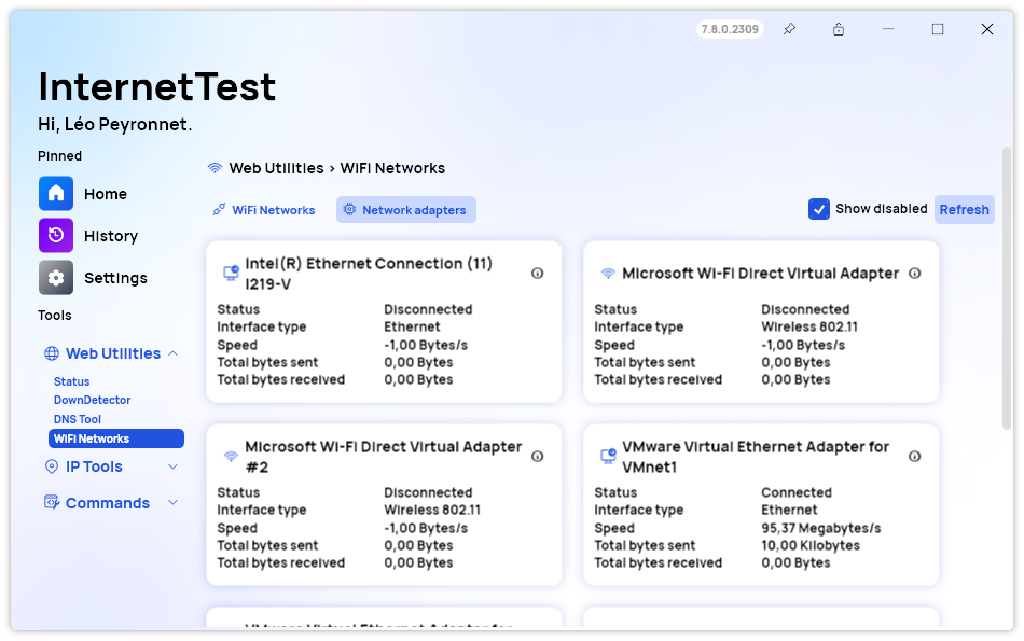 7.8.0.2309
InternetTest
Hi, Léo Peyronnet.
Pinned
Home
History
Settings
Tools
Web Utilities
Status
DownDetector
DNS Tool
WiFi Networks
IP Tools
Commands
Web Utilities > WiFi Networks
WiFi Networks
Network adapters
Show disabled
Refresh
Intel(R) Ethernet Connection (11)
I219-V
Status Disconnected
Interface type Ethernet
Speed -1,00 Bytes/s
Total bytes sent 0,00 Bytes
Total bytes received 0,00 Bytes
Microsoft Wi-Fi Direct Virtual Adapter
Status Disconnected
Interface type Wireless 802.11
Speed -1,00 Bytes/s
Total bytes sent 0,00 Bytes
Total bytes received 0,00 Bytes
Microsoft Wi-Fi Direct Virtual Adapter
#2
Status Disconnected
Interface type Wireless 802.11
Speed -1,00 Bytes/s
Total bytes sent 0,00 Bytes
Total bytes received 0,00 Bytes
VMware Virtual Ethernet Adapter for
VMnet1
Status Connected
Interface type Ethernet
Speed 95,37 Megabytes/s
Total bytes sent 10,00 Kilobytes
Total bytes received 0,00 Bytes
VMware Virtual Ethernet Adapter for